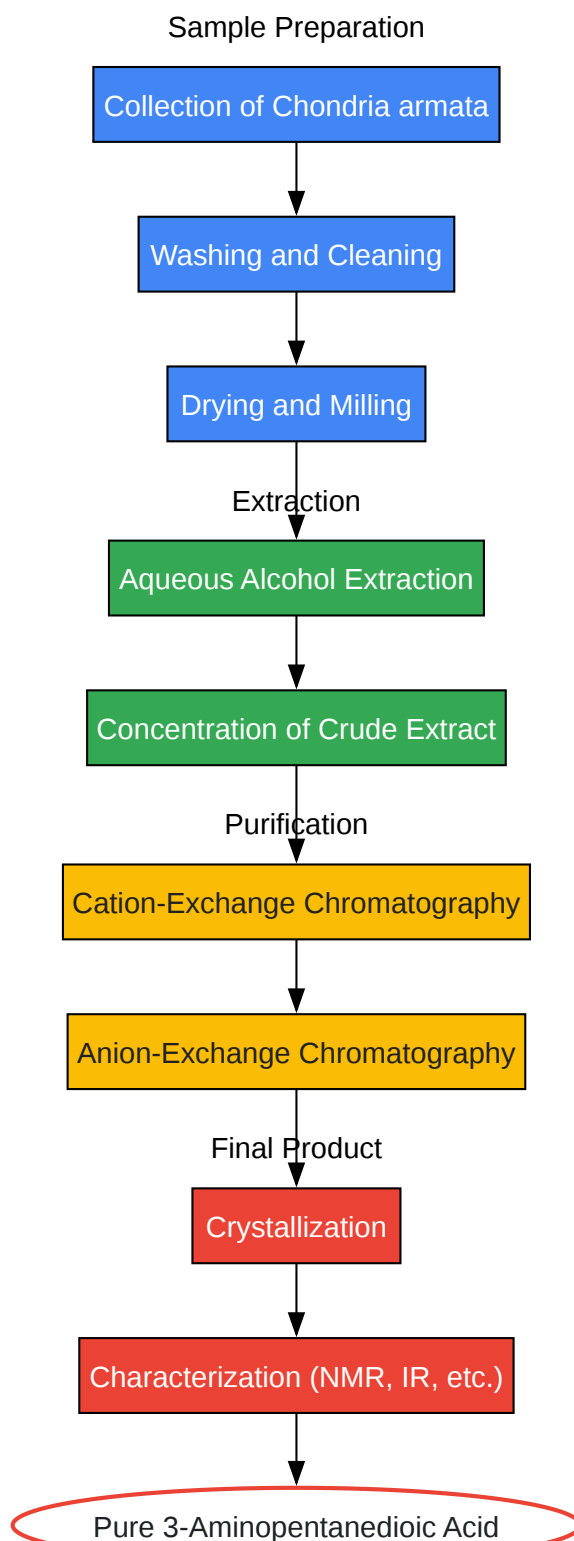 Sample Preparation
Collection of Chondria armata
Washing and Cleaning
Drying and Milling
Extraction
Aqueous Alcohol Extraction
Concentration of Crude Extract
Purification
Cation-Exchange Chromatography
Anion-Exchange Chromatography
Final Product
Crystallization
Characterization (NMR, IR, etc.)
Pure 3-Aminopentanedioic Acid